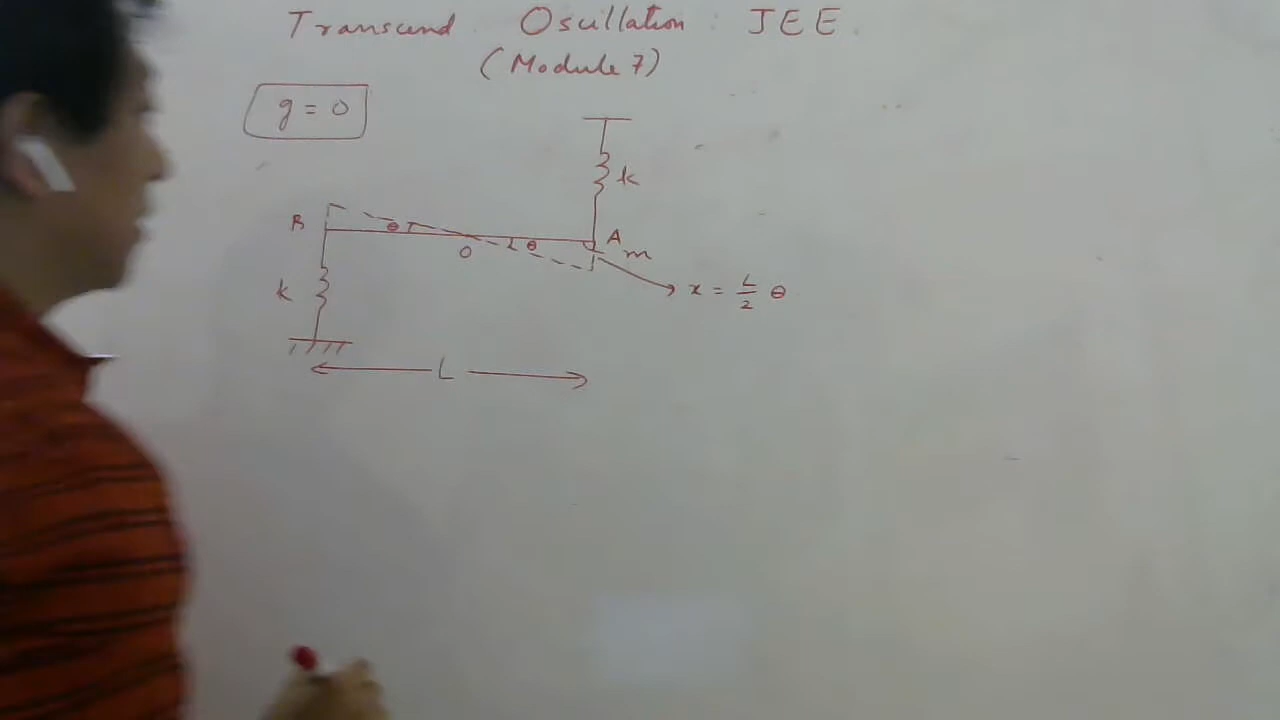 Transcend Oscillation : JEE.
(Module 7)
g = 0
k
B θ θ A
O m
k x = L/2 θ
L